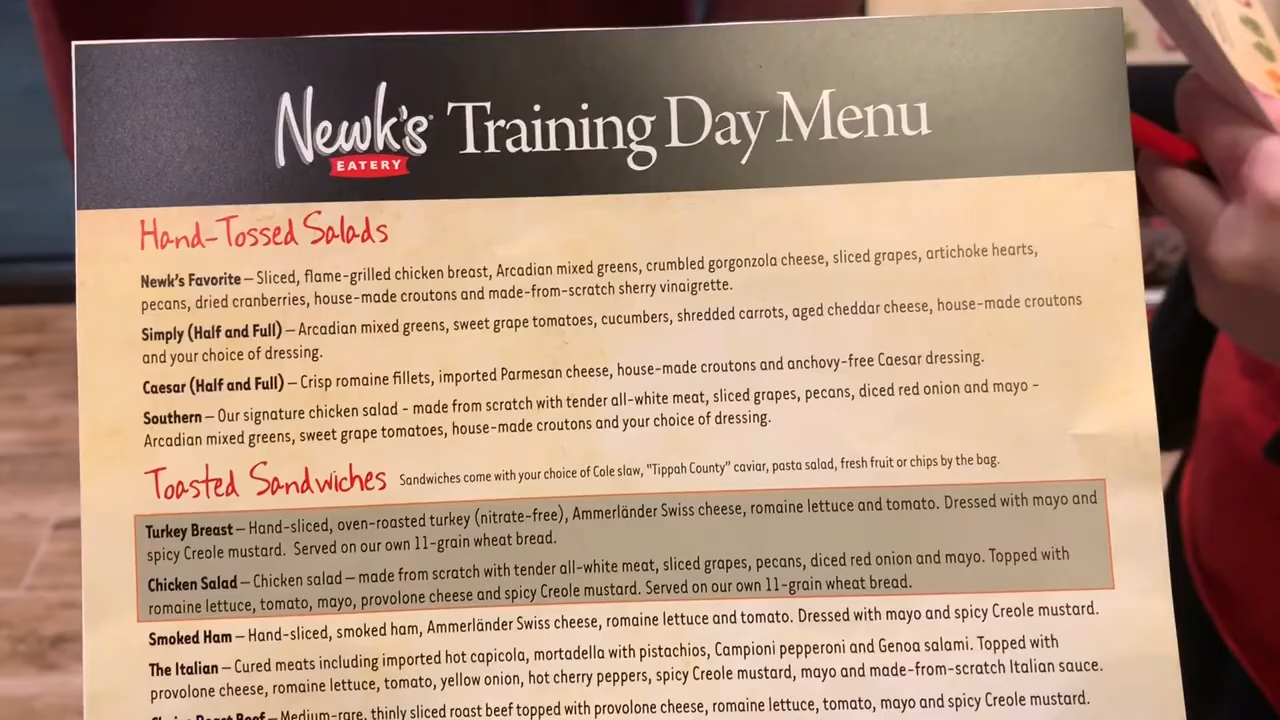 Newk's Training Day Menu
EATERY
Hand-Tossed Salads
Newk's Favorite – Sliced, flame-grilled chicken breast, Arcadian mixed greens, crumbled gorgonzola cheese, sliced grapes, artichoke hearts,
pecans, dried cranberries, house-made croutons and made-from-scratch sherry vinaigrette.
Simply (Half and Full) – Arcadian mixed greens, sweet grape tomatoes, cucumbers, shredded carrots, aged cheddar cheese, house-made croutons
and your choice of dressing.
Caesar (Half and Full) – Crisp romaine fillets, imported Parmesan cheese, house-made croutons and anchovy-free Caesar dressing.
Southern – Our signature chicken salad - made from scratch with tender all-white meat, sliced grapes, pecans, diced red onion and mayo -
Arcadian mixed greens, sweet grape tomatoes, house-made croutons and your choice of dressing.
Toasted Sandwiches Sandwiches come with your choice of Cole slaw, "Tippah County" caviar, pasta salad, fresh fruit or chips by the bag.
Turkey Breast – Hand-sliced, oven-roasted turkey (nitrate-free), Ammerländer Swiss cheese, romaine lettuce and tomato. Dressed with mayo and
spicy Creole mustard. Served on our own 11-grain wheat bread.
Chicken Salad – Chicken salad – made from scratch with tender all-white meat, sliced grapes, pecans, diced red onion and mayo. Topped with
romaine lettuce, tomato, mayo, provolone cheese and spicy Creole mustard. Served on our own 11-grain wheat bread.
Smoked Ham – Hand-sliced, smoked ham, Ammerländer Swiss cheese, romaine lettuce and tomato. Dressed with mayo and spicy Creole mustard.
The Italian – Cured meats including imported hot capicola, mortadella with pistachios, Campioni pepperoni and Genoa salami. Topped with
provolone cheese, romaine lettuce, tomato, yellow onion, hot cherry peppers, spicy Creole mustard, mayo and made-from-scratch Italian sauce.
Roast Beef – Medium-rare, thinly sliced roast beef topped with provolone cheese, romaine lettuce, tomato, mayo and spicy Creole mustard.